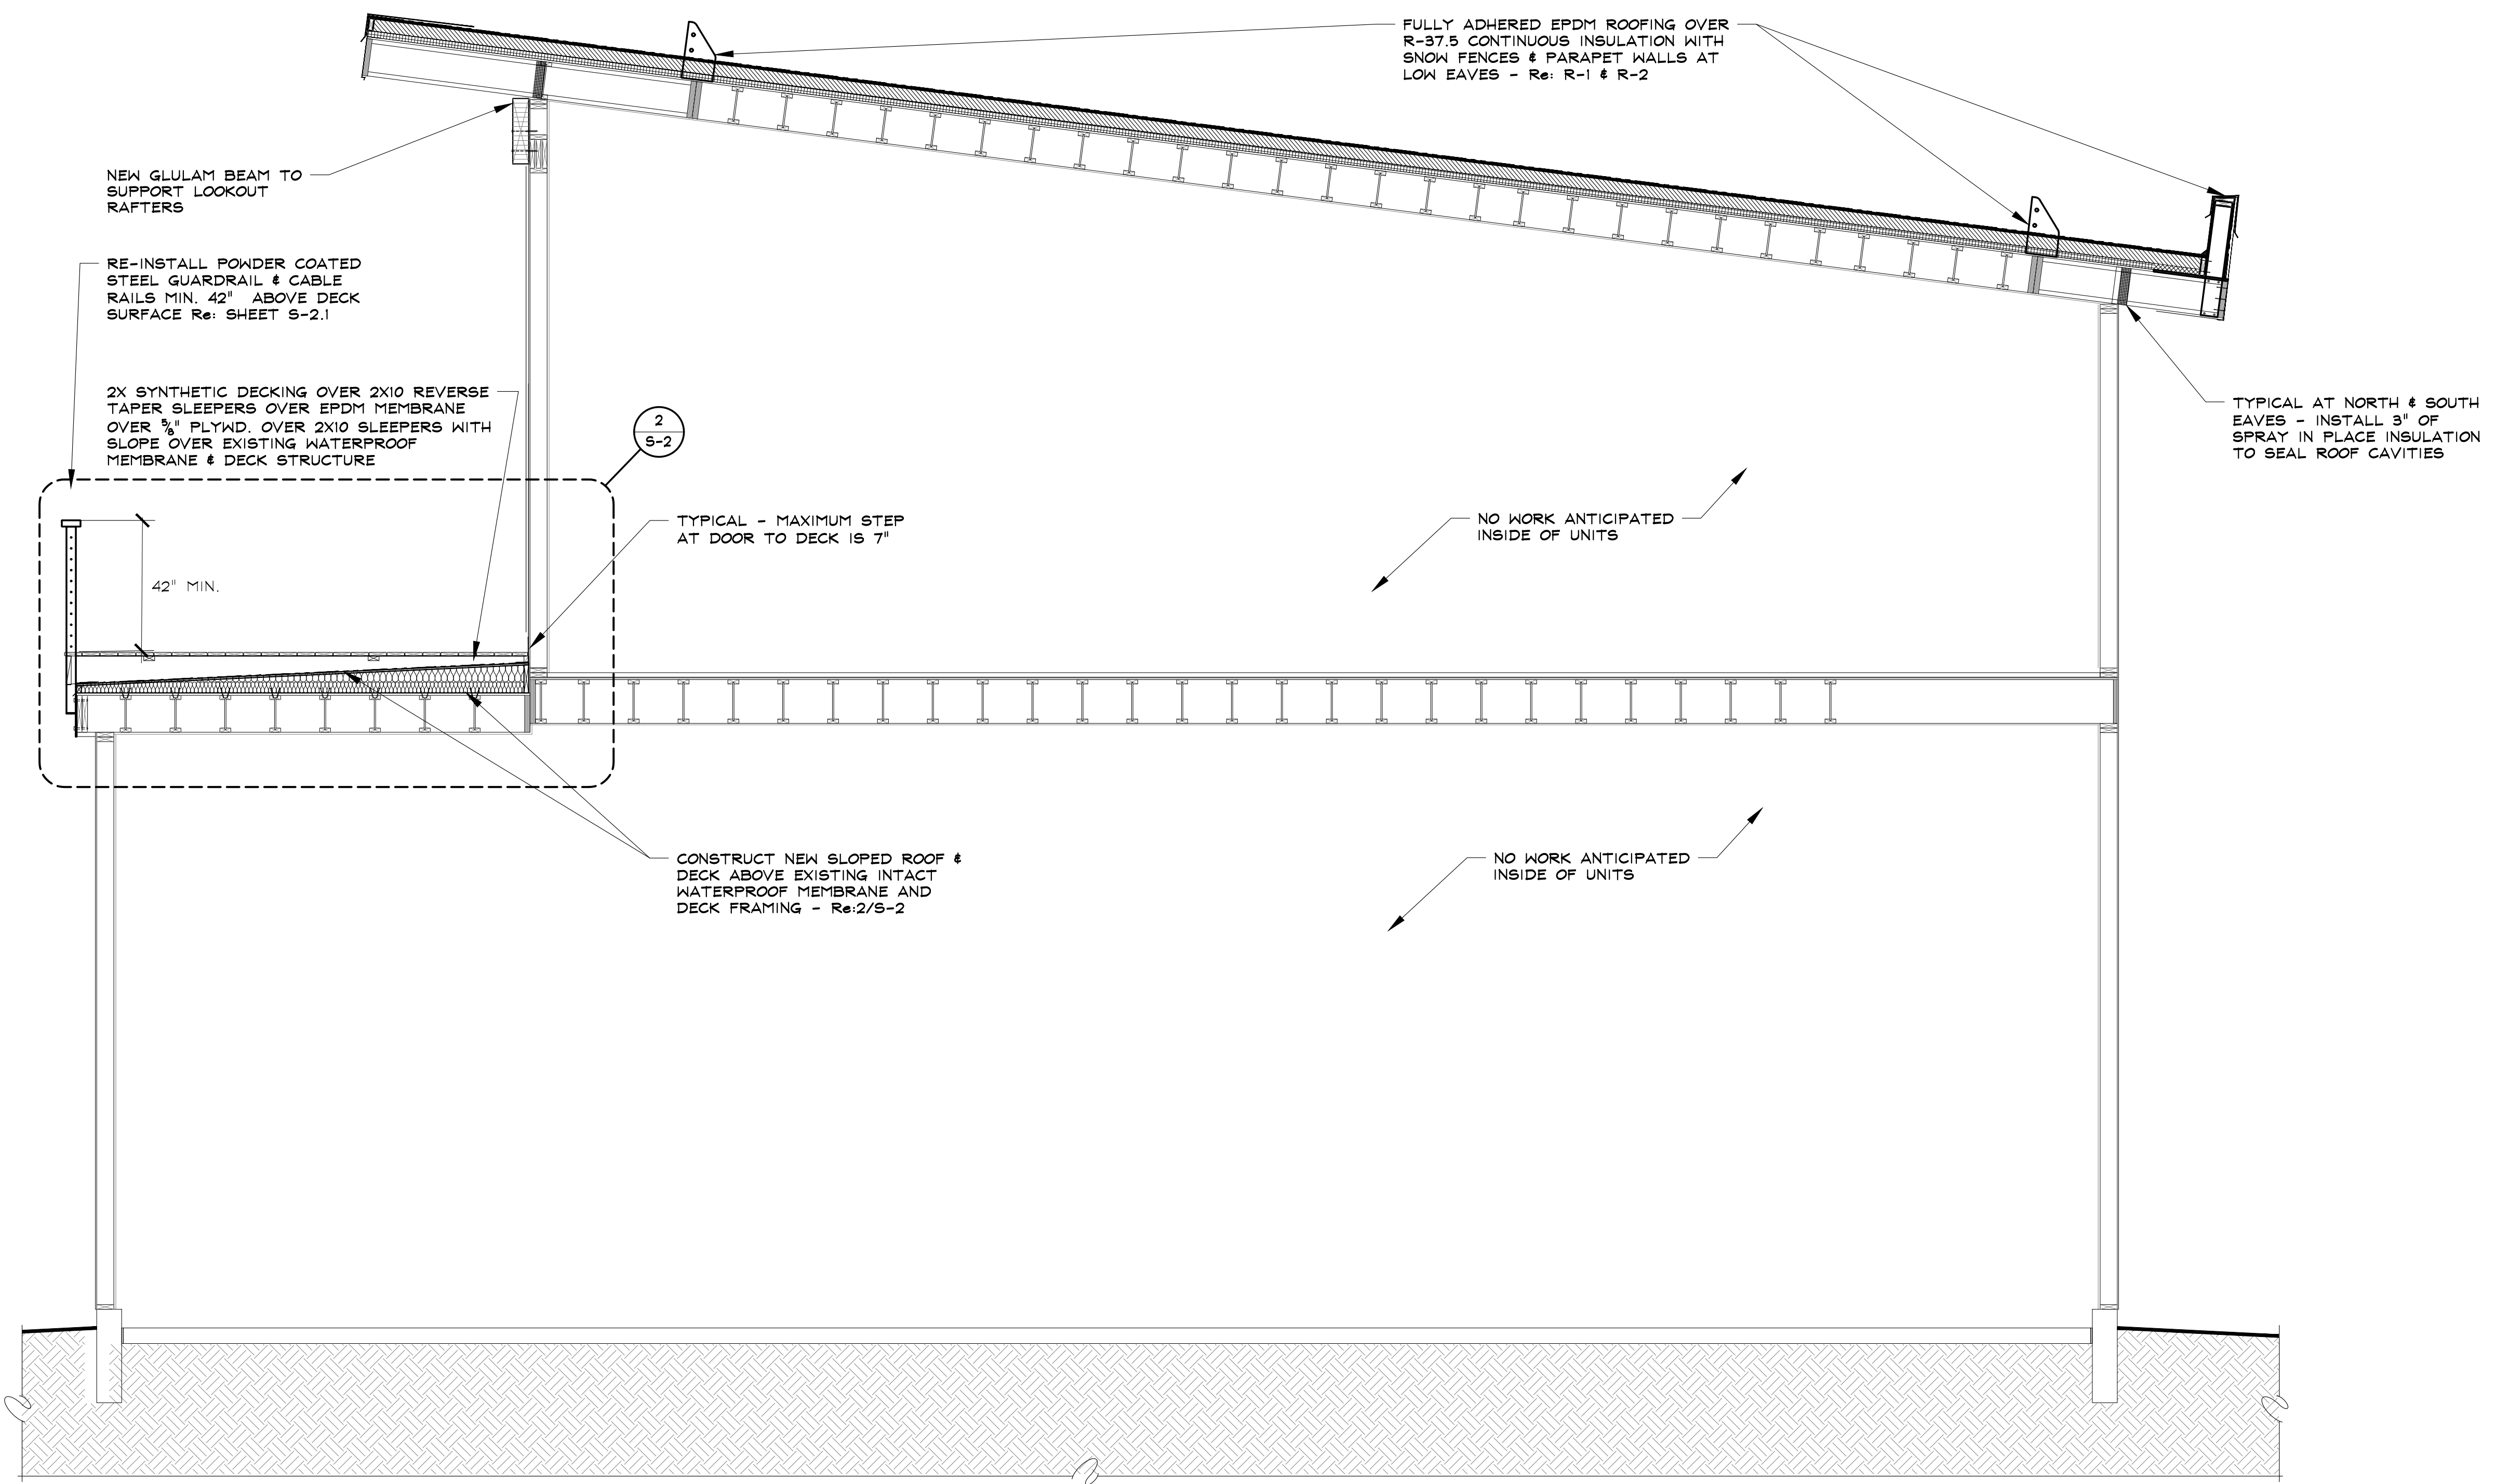 FULLY ADHERED EPDM ROOFING OVER
R-37.5 CONTINUOUS INSULATION WITH
SNOW FENCES & PARAPET WALLS AT
LOW EAVES - Re: R-1 & R-2
NEW GLULAM BEAM TO
SUPPORT LOOKOUT
RAFTERS
RE-INSTALL POWDER COATED
STEEL GUARDRAIL & CABLE
RAILS MIN. 42" ABOVE DECK
SURFACE Re: SHEET S-2.1
2X SYNTHETIC DECKING OVER 2X10 REVERSE
TAPER SLEEPERS OVER EPDM MEMBRANE
OVER ⅝" PLYWD. OVER 2X10 SLEEPERS WITH
SLOPE OVER EXISTING WATERPROOF
MEMBRANE & DECK STRUCTURE
2
S-2
TYPICAL AT NORTH & SOUTH
EAVES - INSTALL 3" OF
SPRAY IN PLACE INSULATION
TO SEAL ROOF CAVITIES
TYPICAL - MAXIMUM STEP
AT DOOR TO DECK IS 7"
NO WORK ANTICIPATED
INSIDE OF UNITS
42" MIN.
CONSTRUCT NEW SLOPED ROOF &
DECK ABOVE EXISTING INTACT
WATERPROOF MEMBRANE AND
DECK FRAMING - Re:2/S-2
NO WORK ANTICIPATED
INSIDE OF UNITS